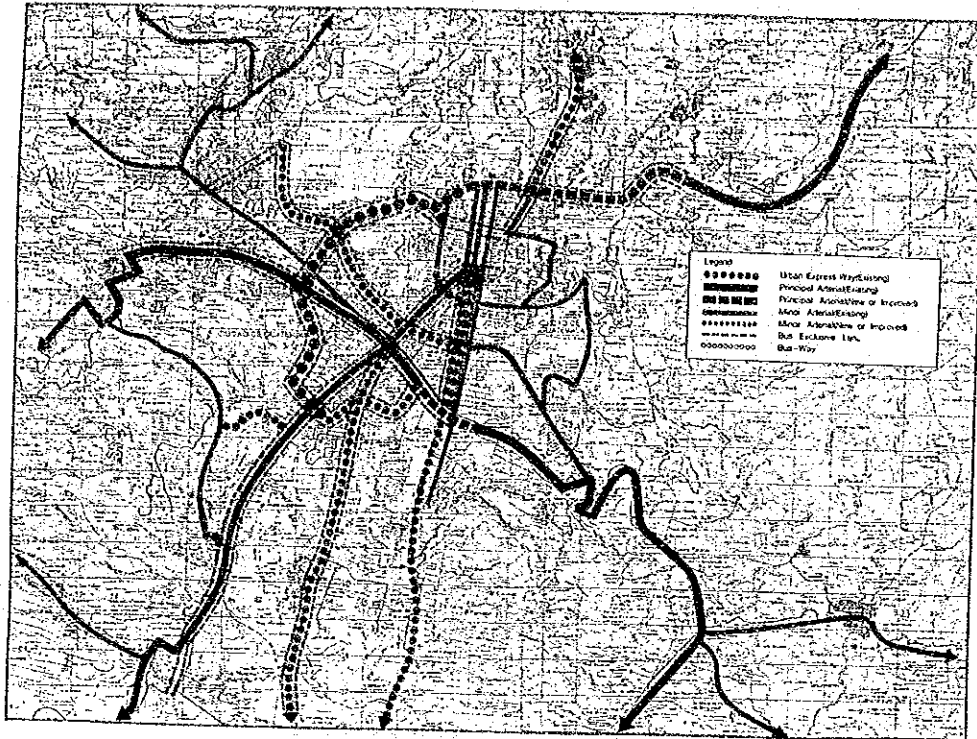 Legend
Urban Express Way(Existing)
Principal Arterial(Existing)
Principal Arterial(New or Improved)
Minor Arterial(Existing)
Minor Arterial(New or Improved)
Bus Exclusive Lane
Bus-Way